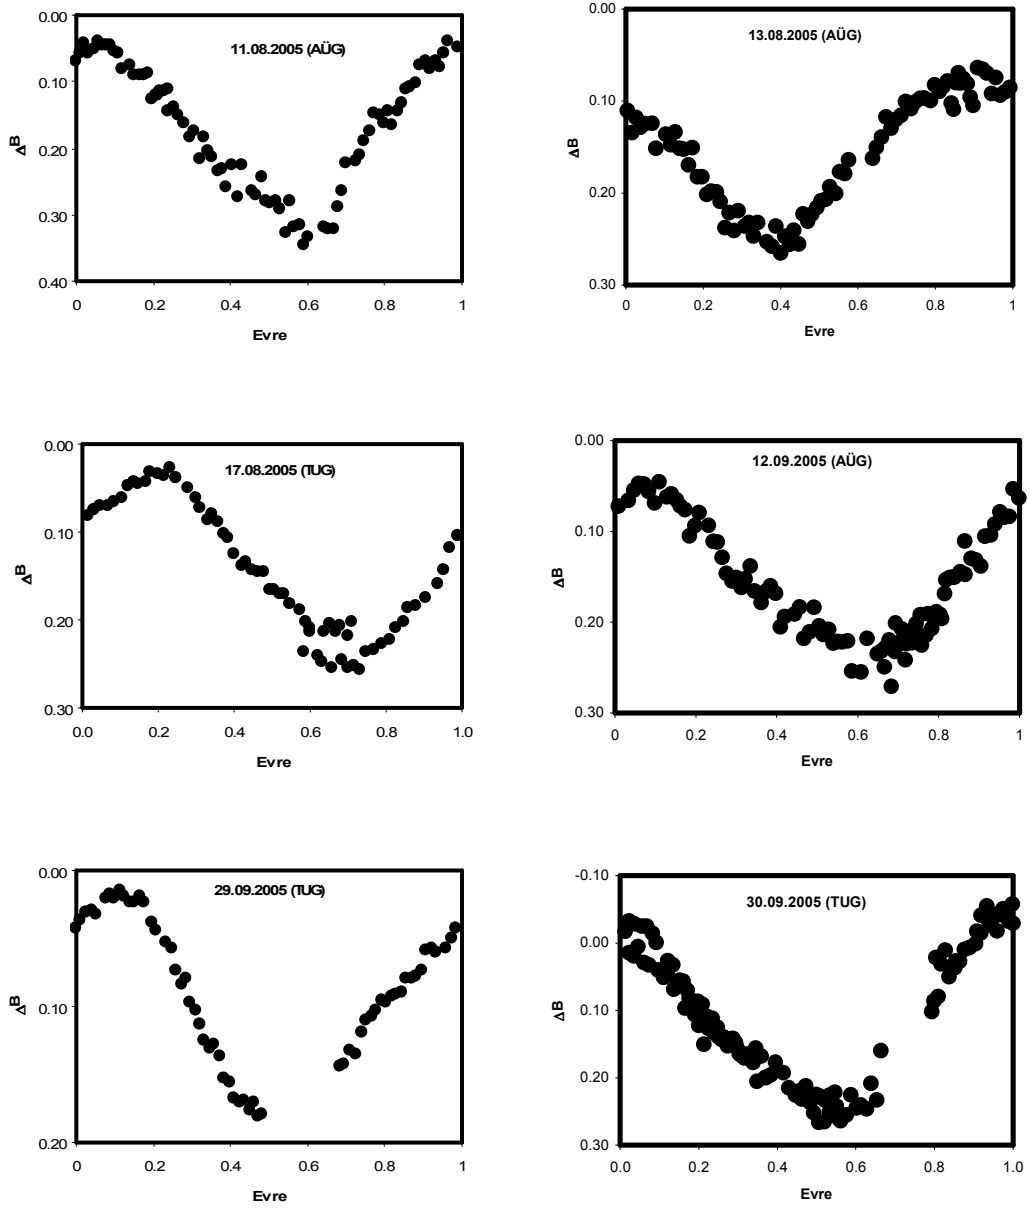 0.00
11.08.2005 (AÜG)
0.10
0.20
0.30
0.40
ΔB
0 0.2 0.4 0.6 0.8 1
Evre
0.00
13.08.2005 (AÜG)
0.10
0.20
0.30
ΔB
0 0.2 0.4 0.6 0.8 1
Evre
0.00
17.08.2005 (TUG)
0.10
0.20
0.30
ΔB
0.0 0.2 0.4 0.6 0.8 1.0
Evre
0.00
12.09.2005 (AÜG)
0.10
0.20
0.30
ΔB
0 0.2 0.4 0.6 0.8 1
Evre
0.00
29.09.2005 (TUG)
0.10
0.20
ΔB
0 0.2 0.4 0.6 0.8 1
Evre
-0.10
30.09.2005 (TUG)
0.00
0.10
0.20
0.30
ΔB
0.0 0.2 0.4 0.6 0.8 1.0
Evre